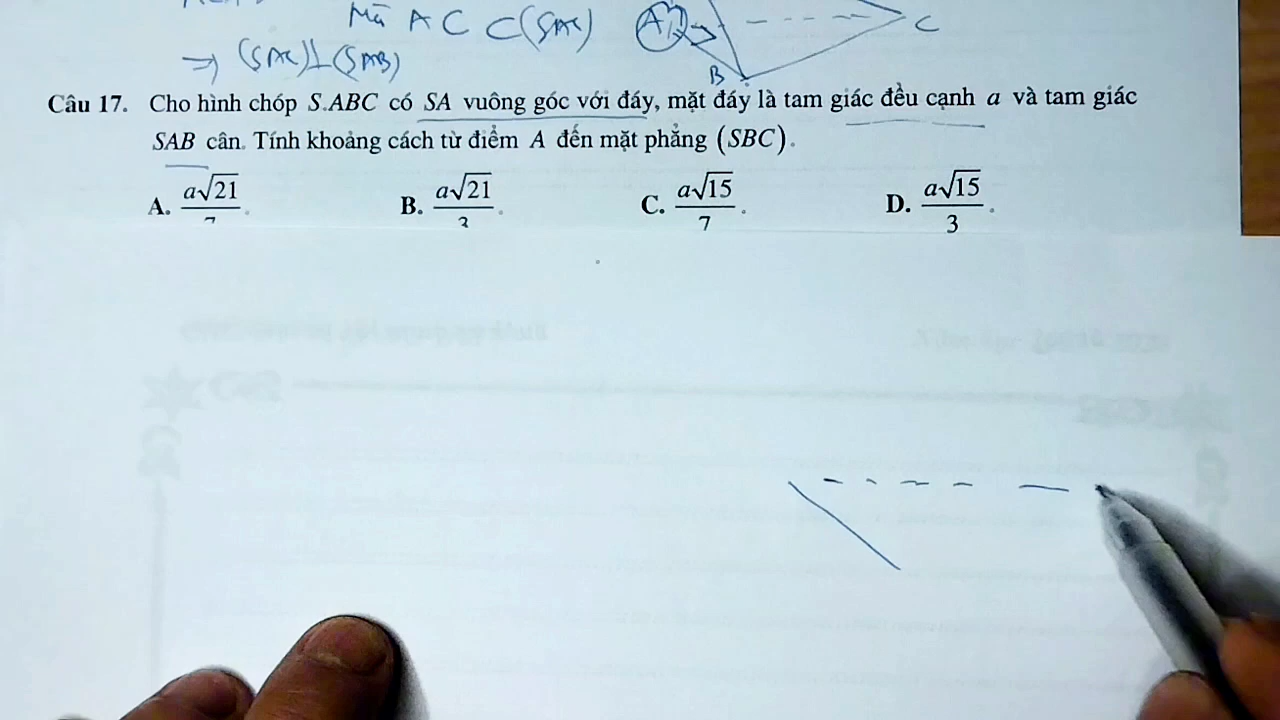 Mà AC ⊂ (SAC)
⇒ (SAC)⊥(SAB)
C
B
Câu 17. Cho hình chóp S.ABC có SA vuông góc với đáy, mặt đáy là tam giác đều cạnh a và tam giác
SAB cân. Tính khoảng cách từ điểm A đến mặt phẳng (SBC).
A. a√21/7. B. a√21/3. C. a√15/7. D. a√15/3.